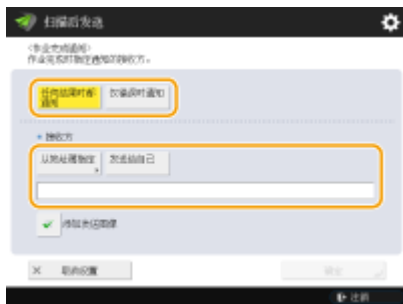 扫描后发送
<作业完成通知>
作业完成时指定通知的接收方。
任何结果时都
通知
仅错误时通知
接收方
从地址簿指定
发送给自己
附加发送图像
取消设置
确定
注销